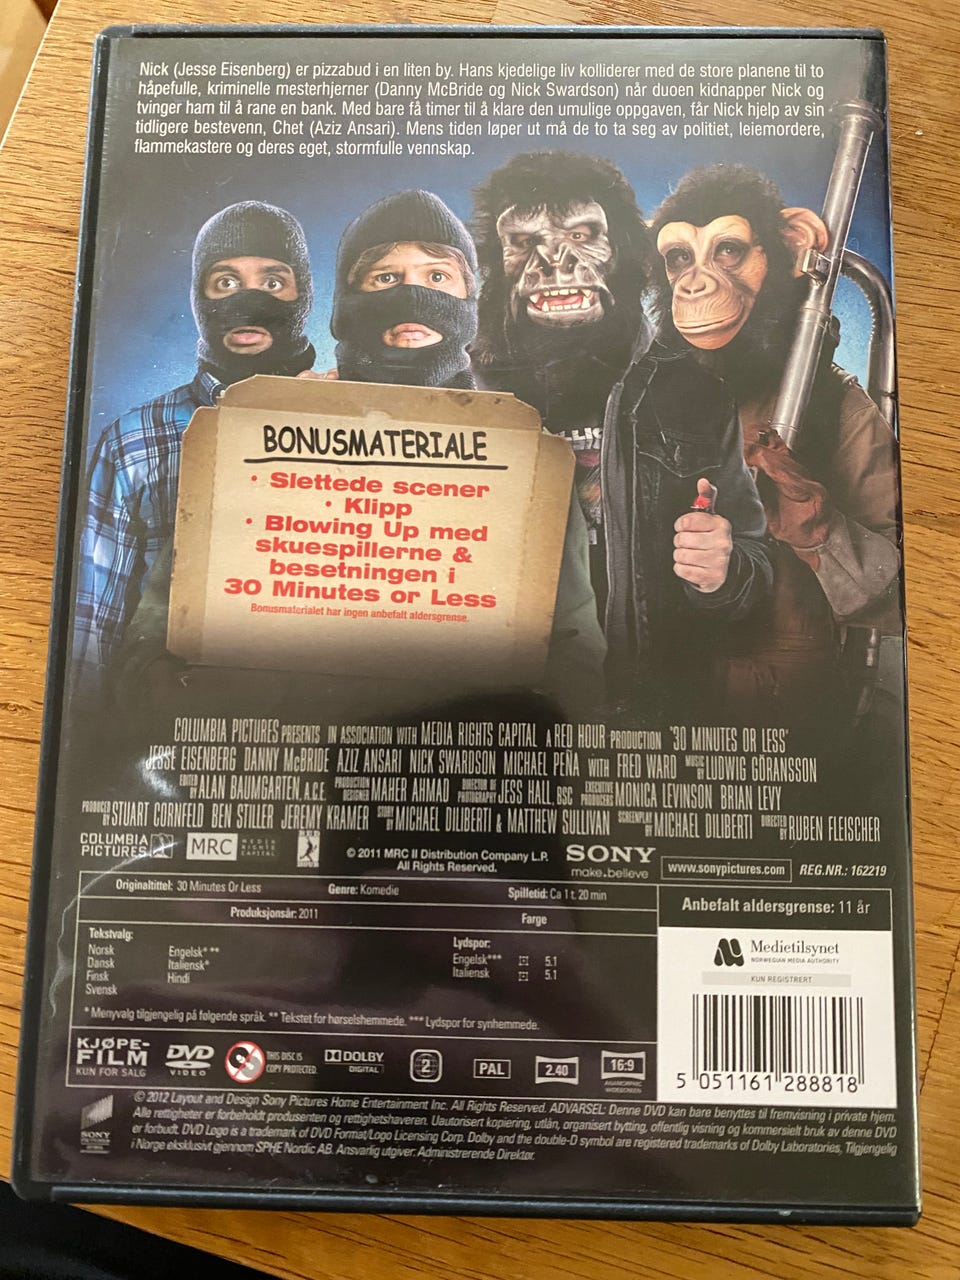 Nick (Jesse Eisenberg) er pizzabud i en liten by. Hans kjedelige liv kolliderer med de store planene til to
håpefulle, kriminelle mesterhjerner (Danny McBride og Nick Swardson) når duoen kidnapper Nick og
tvinger ham til å rane en bank. Med bare få timer til å klare den umulige oppgaven, får Nick hjelp av sin
tidligere bestevenn, Chet (Aziz Ansari). Mens tiden løper ut må de to ta seg av politiet, leiemordere,
flammekastere og deres eget, stormfulle vennskap.
BONUSMATERIALE
• Slettede scener
• Klipp
• Blowing Up med
skuespillerne &
besetningen i
30 Minutes or Less
Bonusmaterialet har ingen anbefalt aldersgrense.
COLUMBIA PICTURES PRESENTS IN ASSOCIATION WITH MEDIA RIGHTS CAPITAL A RED HOUR PRODUCTION "30 MINUTES OR LESS"
JESSE EISENBERG DANNY McBRIDE AZIZ ANSARI NICK SWARDSON MICHAEL PEÑA WITH FRED WARD MUSIC BY LUDWIG GÖRANSSON
EDITED BY ALAN BAUMGARTEN, A.C.E. PRODUCTION DESIGNER MAHER AHMAD DIRECTOR OF PHOTOGRAPHY JESS HALL, BSC EXECUTIVE PRODUCERS MONICA LEVINSON BRIAN LEVY
PRODUCED BY STUART CORNFELD BEN STILLER JEREMY KRAMER STORY BY MICHAEL DILIBERTI & MATTHEW SULLIVAN SCREENPLAY BY MICHAEL DILIBERTI DIRECTED BY RUBEN FLEISCHER
COLUMBIA
PICTURES
MRC MEDIA
RIGHTS
CAPITAL
RED
HOUR
© 2011 MRC II Distribution Company L.P.
All Rights Reserved.
SONY
make.believe
www.sonypictures.com
REG.NR.: 162219
Originaltittel: 30 Minutes Or Less Genre: Komedie Spilletid: Ca 1 t. 20 min
Produksjonsår: 2011 Farge
Anbefalt aldersgrense: 11 år
Tekstvalg:
Norsk
Dansk
Finsk
Svensk
Engelsk* **
Italiensk*
Hindi
Lydspor:
Engelsk*** 5.1
Italiensk 5.1
* Menyvalg tilgjengelig på følgende språk. ** Tekstet for hørselshemmede. *** Lydspor for synhemmede.
Medietilsynet
NORWEGIAN MEDIA AUTHORITY
KUN REGISTRERT
5 051161 288818
KJØPE-
FILM
KUN FOR SALG
DVD
VIDEO
THIS DISC IS
COPY PROTECTED
DOLBY
DIGITAL
2
PAL
2.40
16:9
ANAMORPHIC
WIDESCREEN
SONY
© 2012 Layout and Design Sony Pictures Home Entertainment Inc. All Rights Reserved. ADVARSEL: Denne DVD kan bare benyttes til fremvisning i private hjem.
Alle rettigheter er forbeholdt produsenten og rettighetshaveren. Uautorisert kopiering, utlån, organisert bytting, offentlig visning og kommersielt bruk av denne DVD
er forbudt. DVD Logo is a trademark of DVD Format/Logo Licensing Corp. Dolby and the double-D symbol are registered trademarks of Dolby Laboratories, Tilgjengelig
i Norge eksklusivt gjennom SPHE Nordic AB. Ansvarlig utgiver: Administrerende Direktør.